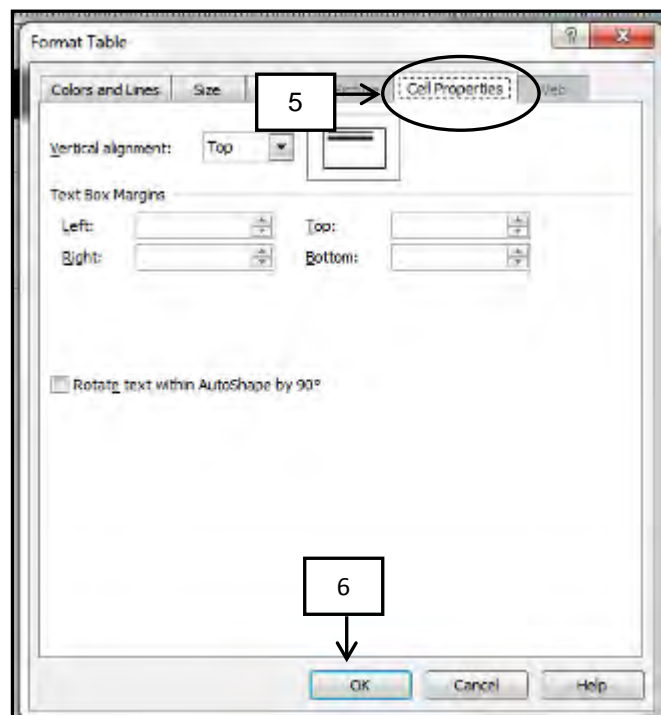 Format Table
Colors and Lines Size 5 Cell Properties Web
Vertical alignment: Top
Text Box Margins
Left: Top:
Right: Bottom:
Rotate text within AutoShape by 90°
6
OK Cancel Help